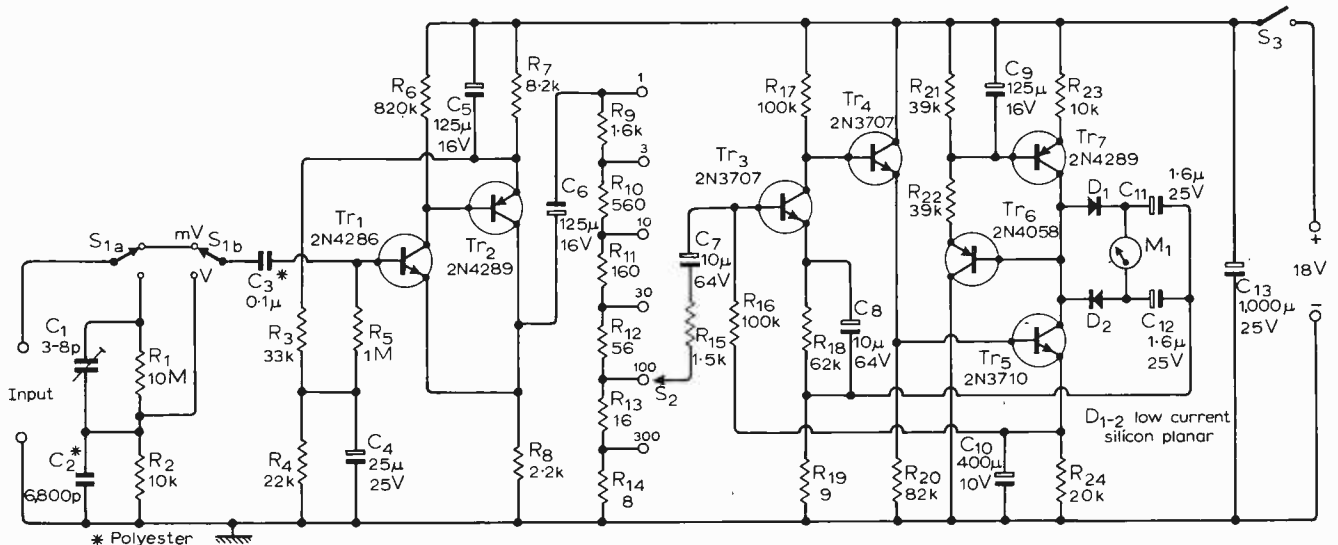 S1a
mV
S1b
V
Input
C1
3-8p
R1
10M
C2 *
6,800p
R2
10k
* Polyester
C3 *
0·1μ
R3
33k
R4
22k
R5
1M
C4
25μ
25V
Tr1
2N4286
R6
820k
C5
125μ
16V
R7
8·2k
Tr2
2N4289
R8
2·2k
C6
125μ
16V
1
R9
1·6k
3
R10
560
10
R11
160
30
R12
56
100
S2
R13
16
300
R14
8
C7
10μ
64V
R15
1·5k
R16
100k
Tr3
2N3707
R17
100k
Tr4
2N3707
R18
62k
C8
10μ
64V
R19
9
R20
82k
R21
39k
R22
39k
C9
125μ
16V
R23
10k
Tr7
2N4289
Tr6
2N4058
Tr5
2N3710
D1
C11
1·6μ
25V
M1
D2
C12
1·6μ
25V
D1-2 low current
silicon planar
C10
400μ
10V
R24
20k
C13
1,000μ
25V
S3
+
18V
−